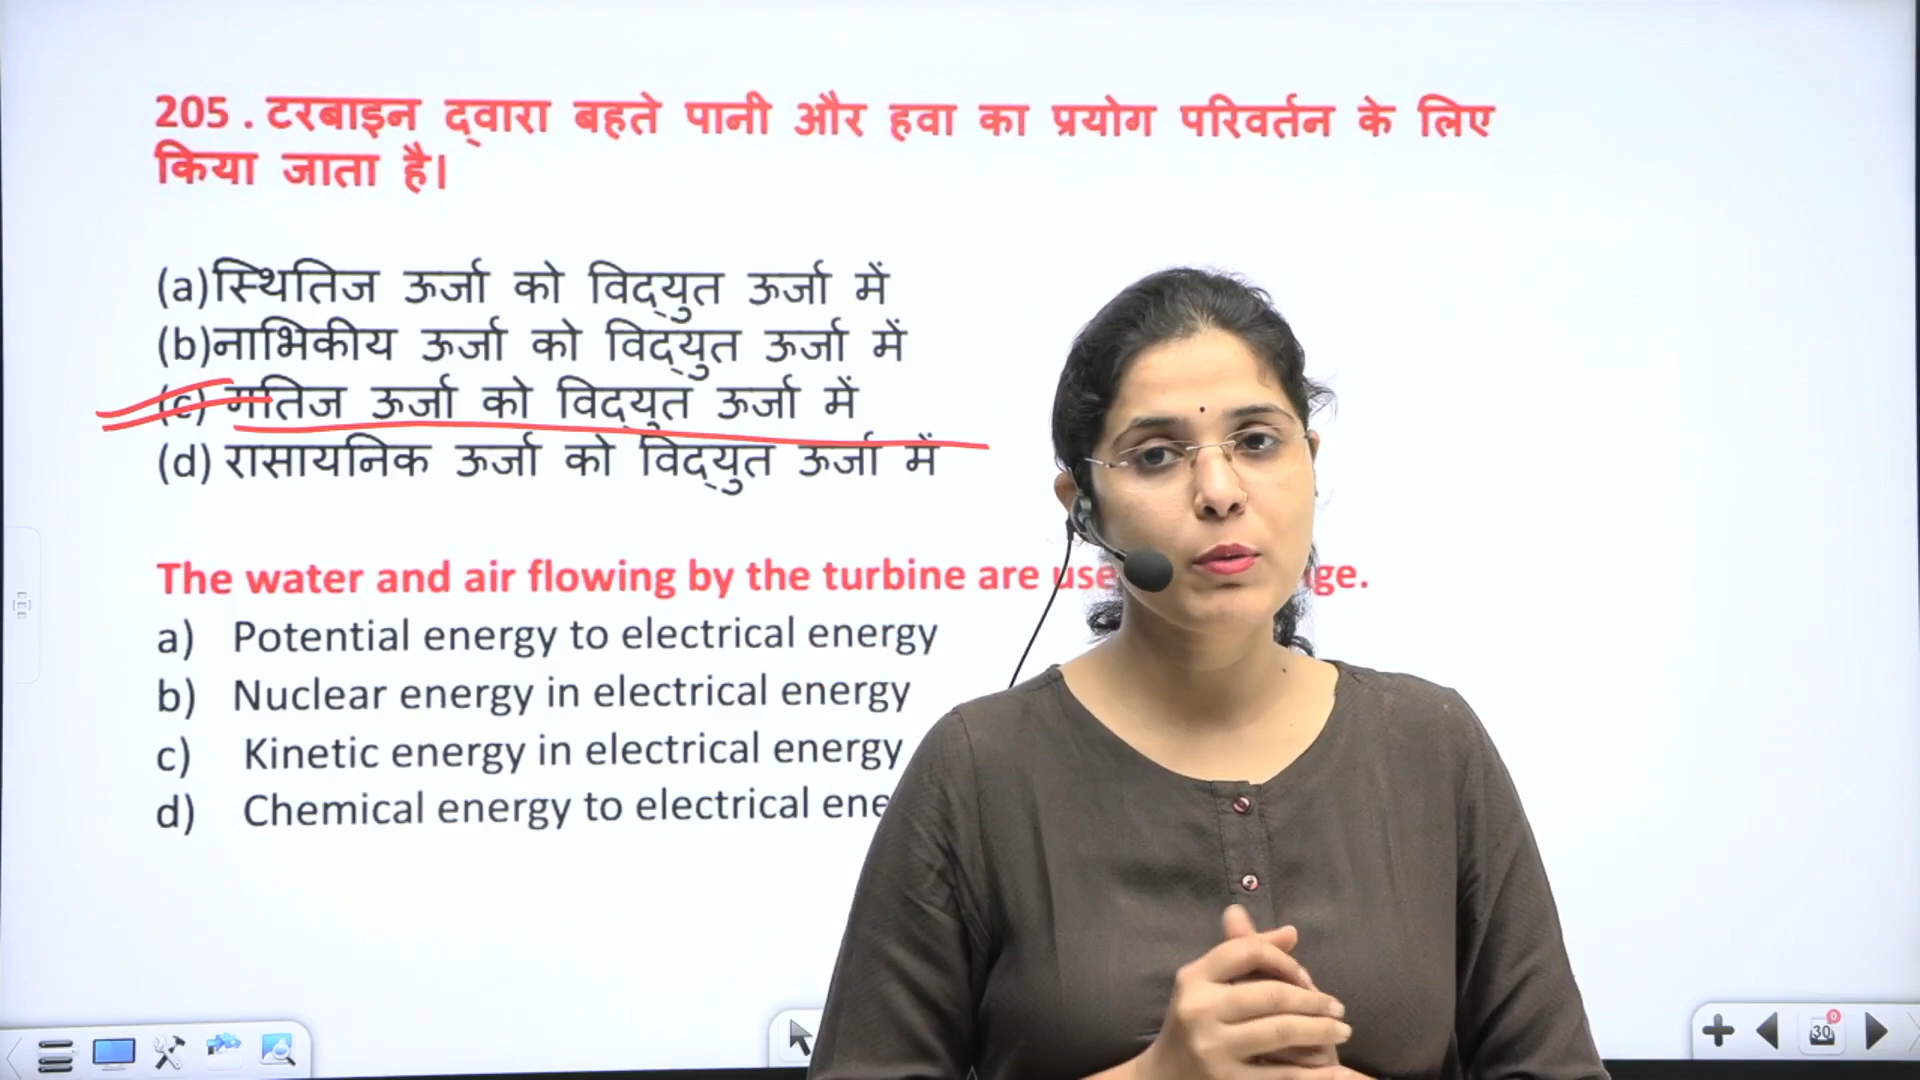 205 . टरबाइन द्वारा बहते पानी और हवा का प्रयोग परिवर्तन के लिए
किया जाता है।
(a)स्थितिज ऊर्जा को विद्युत ऊर्जा में
(b)नाभिकीय ऊर्जा को विद्युत ऊर्जा में
(c) गतिज ऊर्जा को विद्युत ऊर्जा में
(d) रासायनिक ऊर्जा को विद्युत ऊर्जा में
The water and air flowing by the turbine are
a) Potential energy to electrical energy
b) Nuclear energy in electrical energy
c) Kinetic energy in electrical energy
d) Chemical energy to electrical
30
0